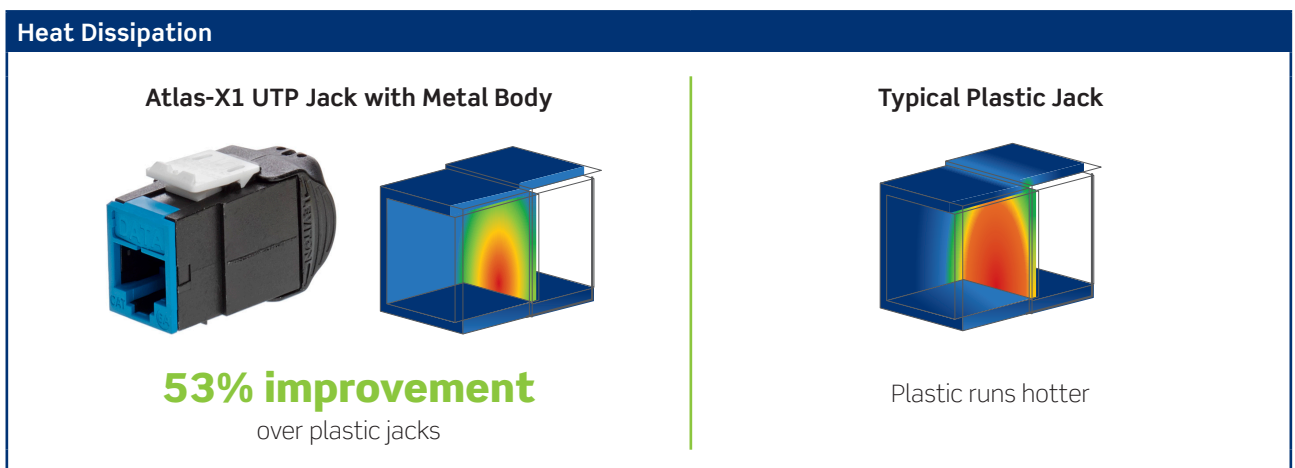 Heat Dissipation
Atlas-X1 UTP Jack with Metal Body
LEVITON
53% improvement
over plastic jacks
Typical Plastic Jack
Plastic runs hotter